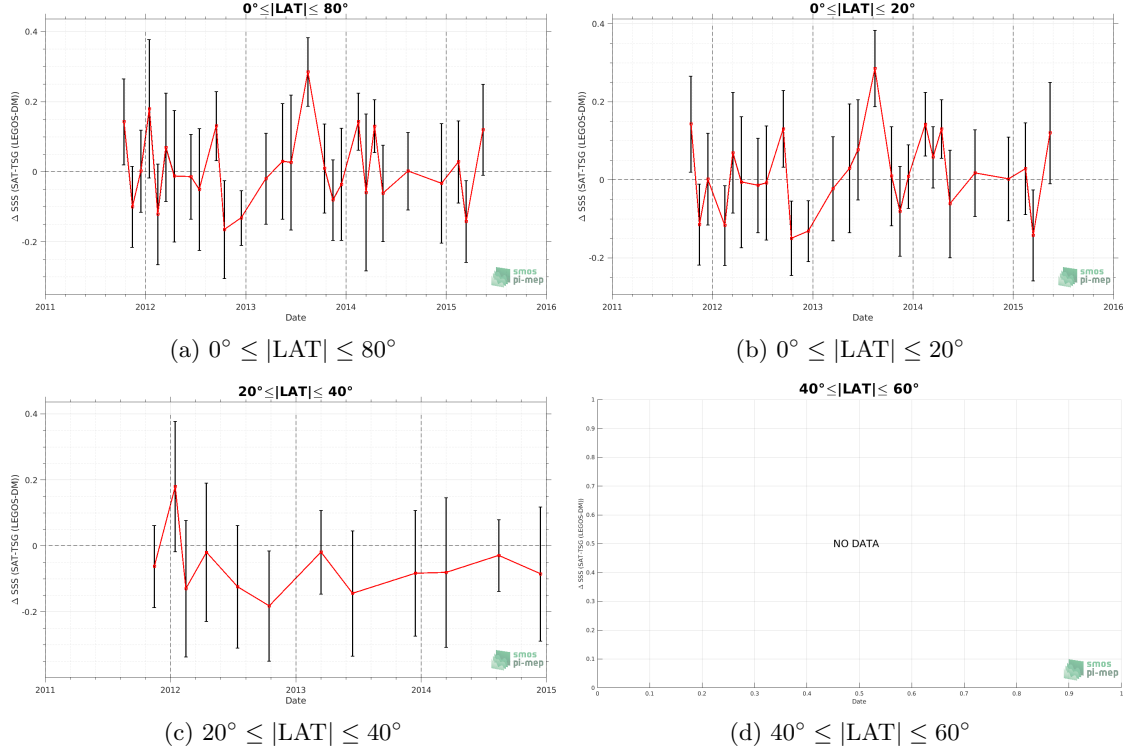 0°≤|LAT|≤ 80°
Δ SSS (SAT-TSG (LEGOS-DM))
0.4
0.2
0
-0.2
smos
pi-mep
2011 2012 2013 2014 2015 2016
Date
(a) 0° ≤ |LAT| ≤ 80°
0°≤|LAT|≤ 20°
Δ SSS (SAT-TSG (LEGOS-DM))
0.4
0.2
0
-0.2
smos
pi-mep
2011 2012 2013 2014 2015 2016
Date
(b) 0° ≤ |LAT| ≤ 20°
20°≤|LAT|≤ 40°
Δ SSS (SAT-TSG (LEGOS-DM))
0.4
0.2
0
-0.2
smos
pi-mep
2011 2012 2013 2014 2015
Date
(c) 20° ≤ |LAT| ≤ 40°
40°≤|LAT|≤ 60°
Δ SSS (SAT-TSG (LEGOS-DM))
1
0.9
0.8
0.7
0.6
0.5
0.4
0.3
0.2
0.1
0
NO DATA
smos
pi-mep
0 0.1 0.2 0.3 0.4 0.5 0.6 0.7 0.8 0.9 1
Date
(d) 40° ≤ |LAT| ≤ 60°